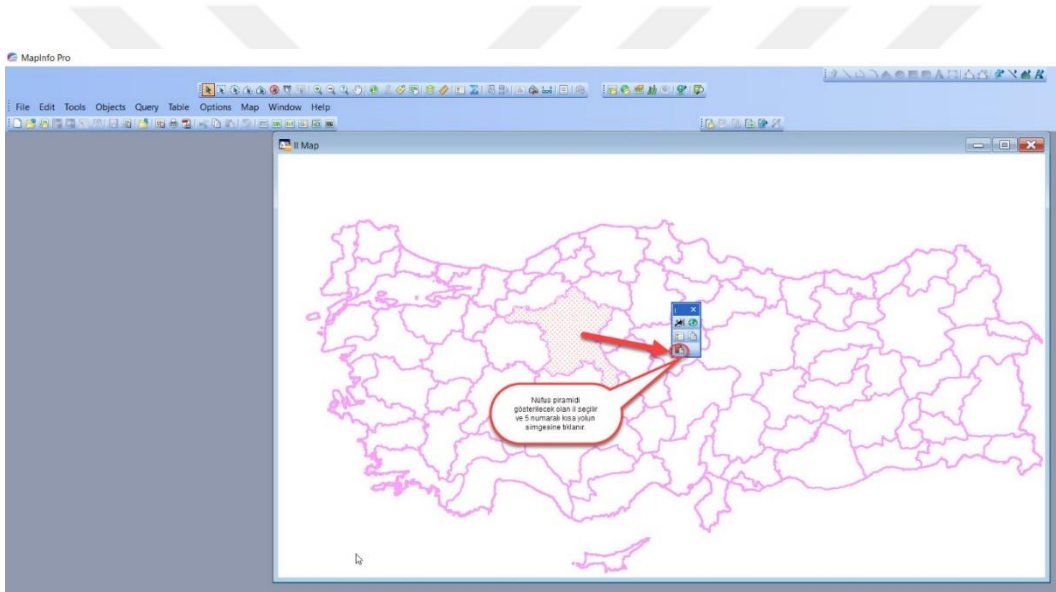 MapInfo Pro
File Edit Tools Objects Query Table Options Map Window Help
Il Map
Nüfus piramidi
gösterilecek olan il seçilir
ve 5 numaralı kısa yolun
simgesine tıklanır.